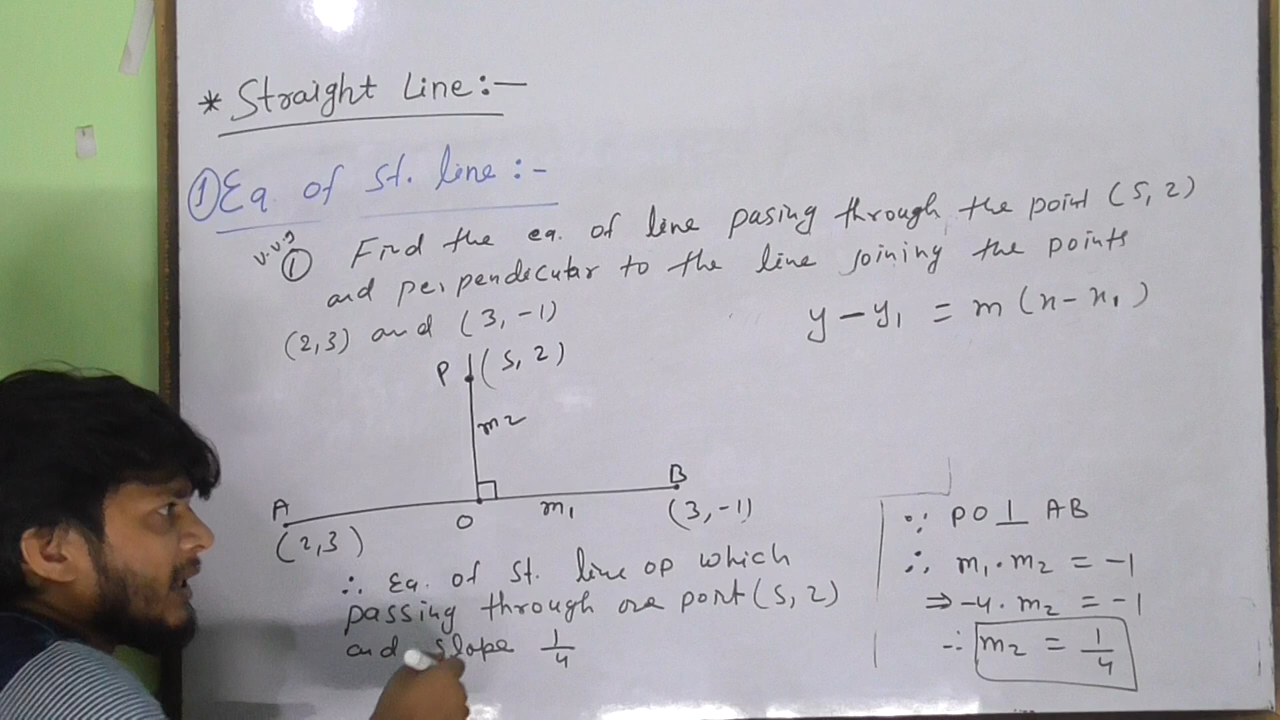 * Straight Line:-
① Eq. of St. line:-
v.v.g
① Find the eq. of line pasing through the point (5, 2)
and perpendicular to the line joining the points
(2,3) and (3, -1)
y - y₁ = m (x - x₁)
P (5, 2)
m2
A
B
O
m₁
(2,3)
(3, -1)
∴ Eq. of St. line OP which
passing through one point (5, 2)
and slope 1/4
∵ PO ⊥ AB
∴ m₁ · m₂ = -1
⇒ -4 · m₂ = -1
∴ m₂ = 1/4